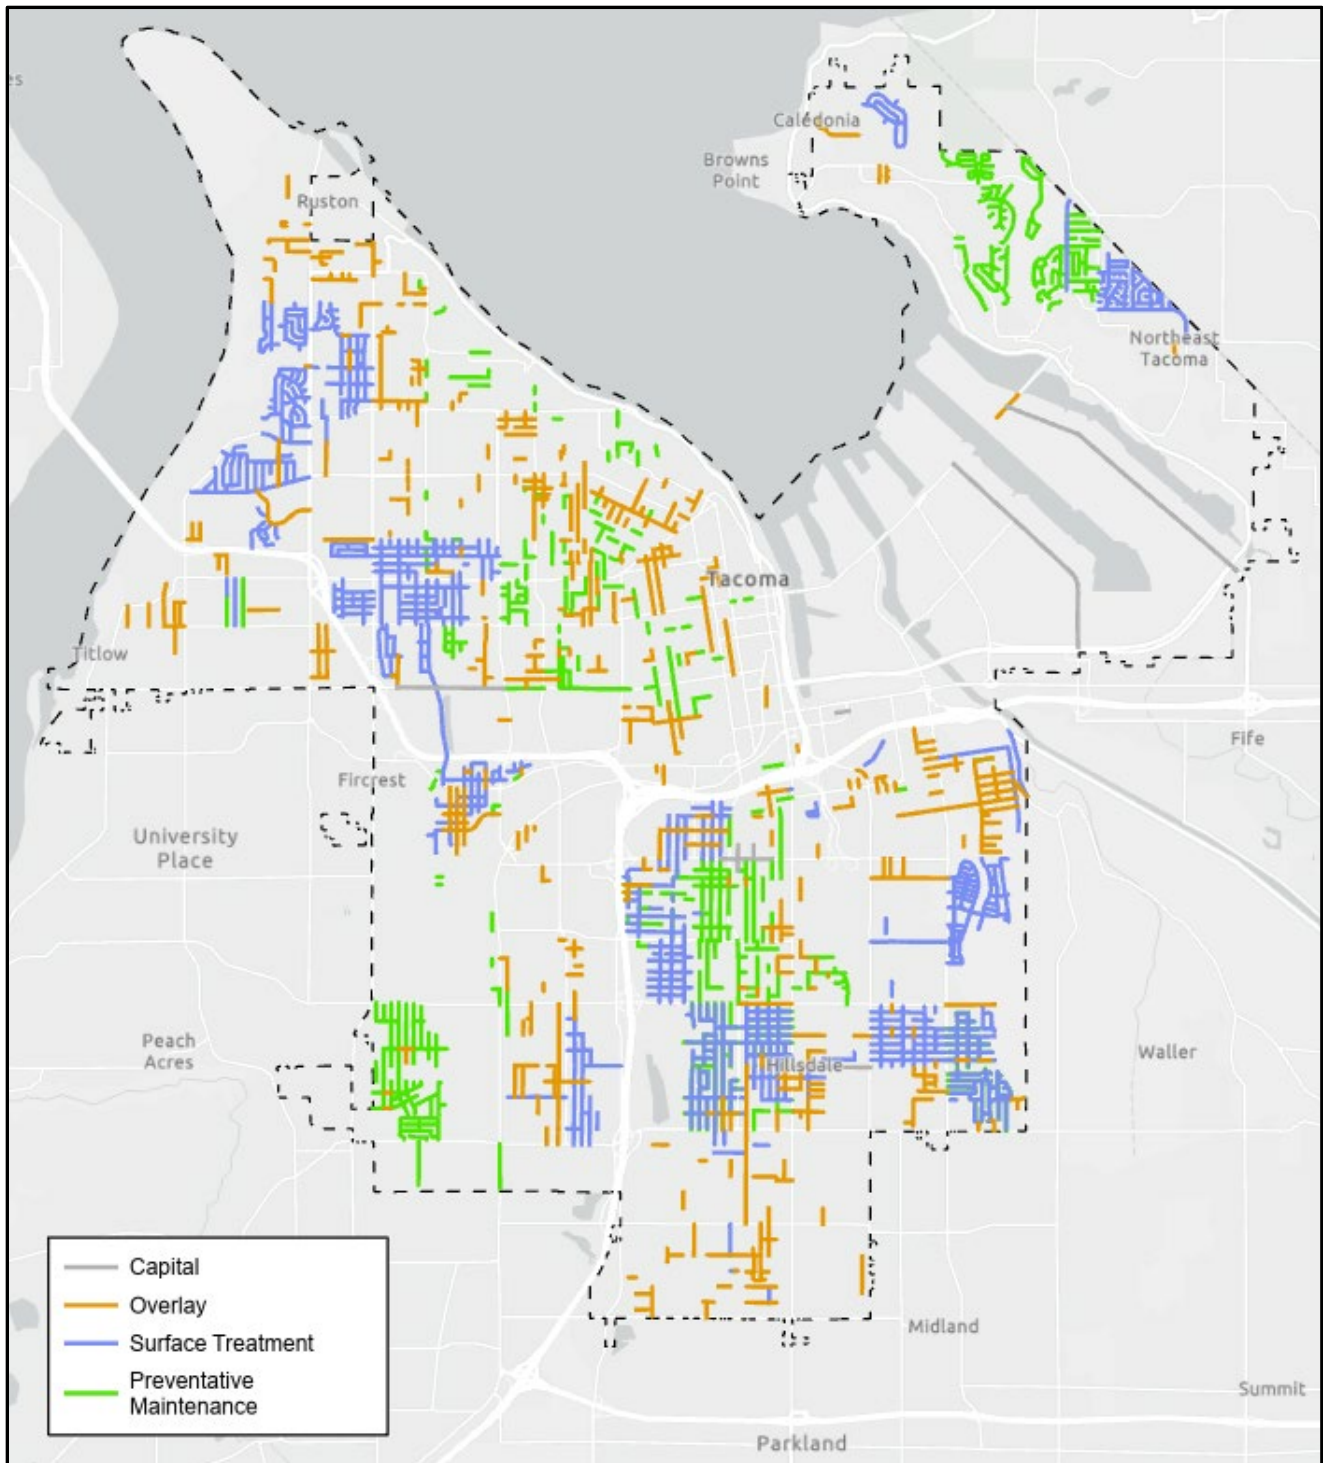 es
Caledonia
Browns
Point
Ruston
Northeast
Tacoma
Tacoma
Titlow
Fife
Fircrest
University
Place
Peach
Acres
Hillsdale
Waller
Capital
Overlay
Surface Treatment
Preventative
Maintenance
Midland
Summit
Parkland